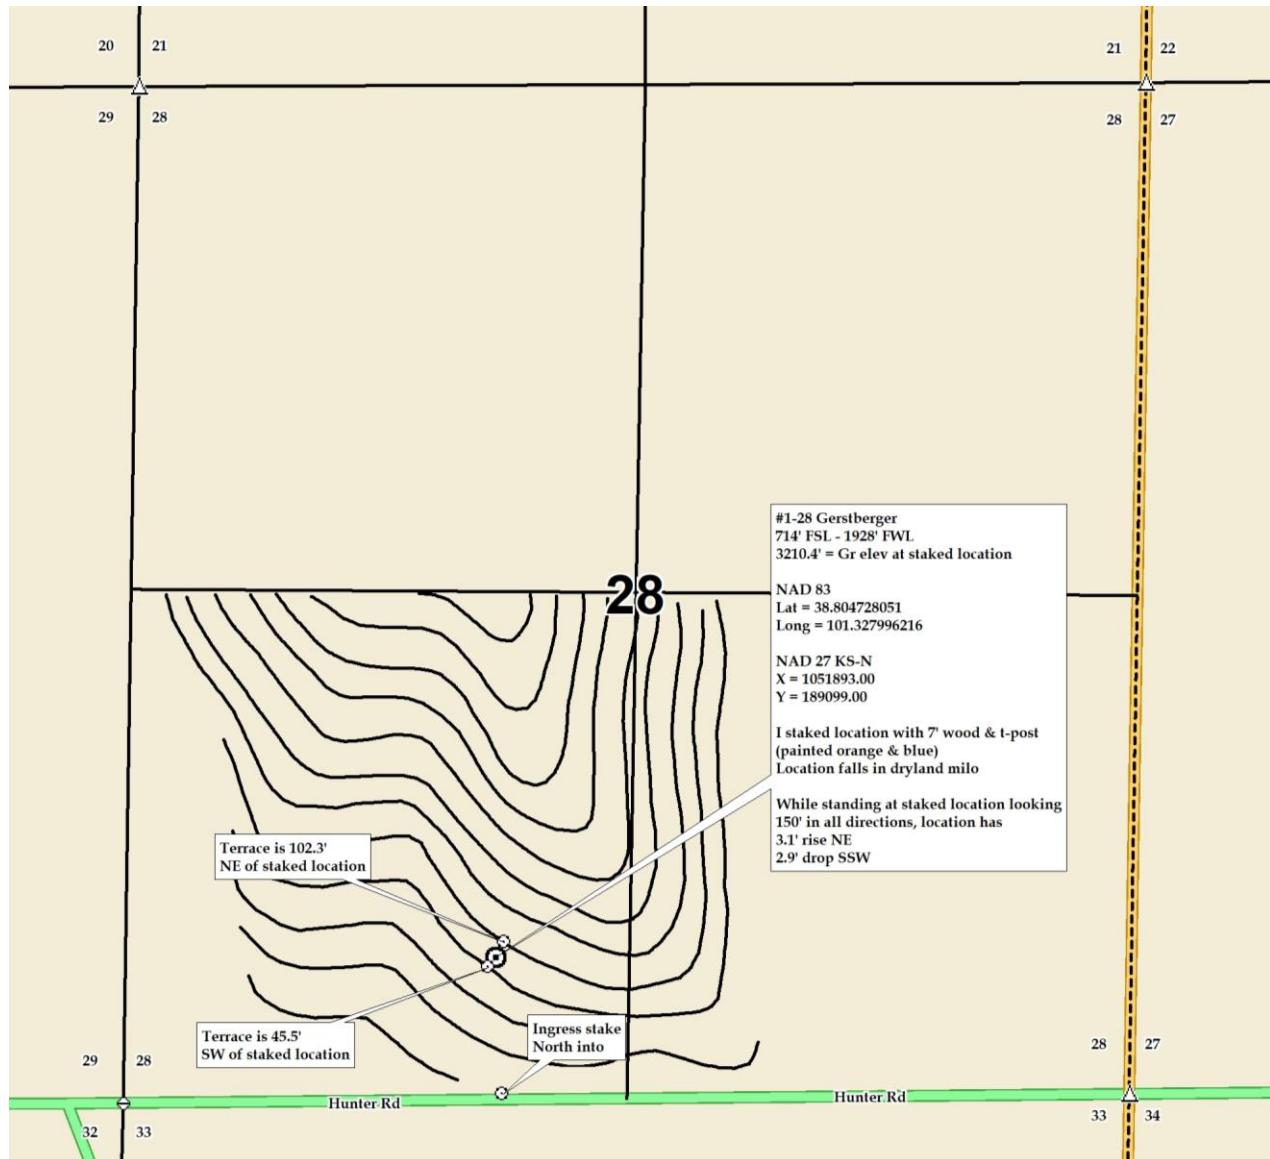 20 21
21 22
29 28
28 27
#1-28 Gerstberger
714' FSL - 1928' FWL
3210.4' = Gr elev at staked location
NAD 83
Lat = 38.804728051
Long = 101.327996216
NAD 27 KS-N
X = 1051893.00
Y = 189099.00
I staked location with 7' wood & t-post
(painted orange & blue)
Location falls in dryland milo
While standing at staked location looking
150' in all directions, location has
3.1' rise NE
2.9' drop SSW
28
Terrace is 102.3'
NE of staked location
Terrace is 45.5'
SW of staked location
Ingress stake
North into
29 28
28 27
Hunter Rd
Hunter Rd
32 33
33 34